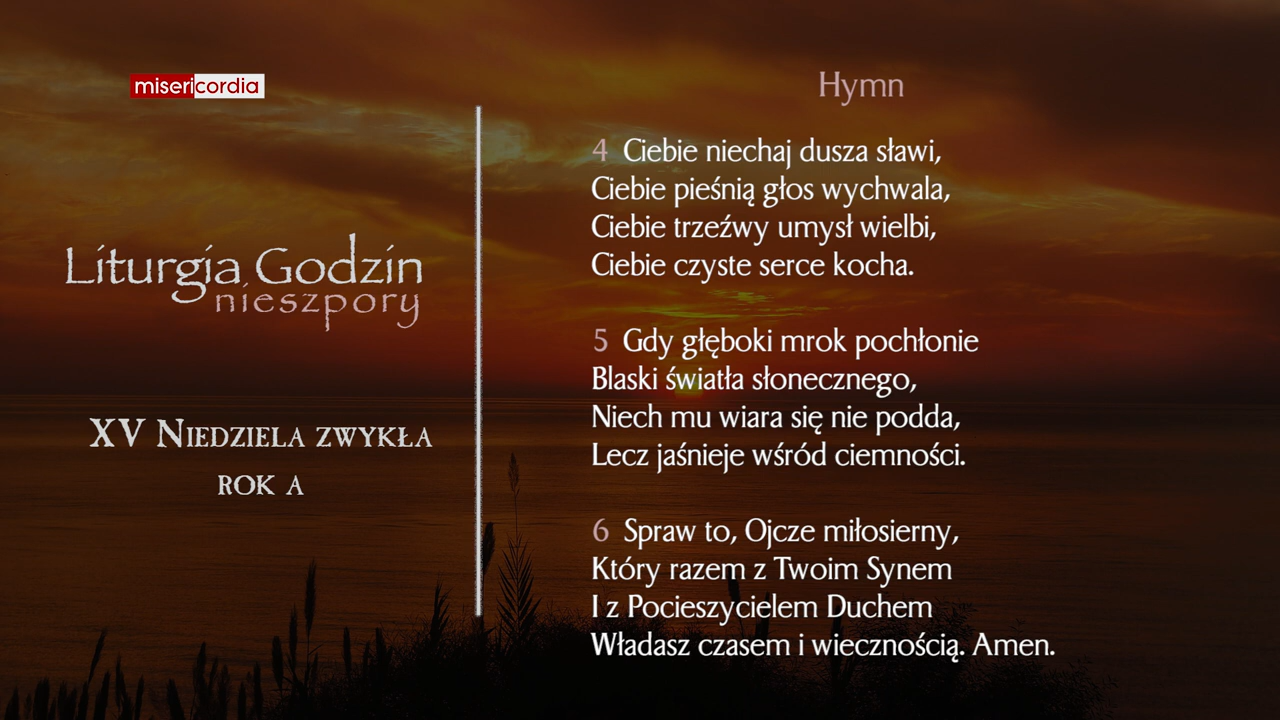 misericordia
Liturgia Godzin
nieszpory
XV Niedziela zwykła
rok A
Hymn
4 Ciebie niechaj dusza sławi,
Ciebie pieśnią głos wychwala,
Ciebie trzeźwy umysł wielbi,
Ciebie czyste serce kocha.
5 Gdy głęboki mrok pochłonie
Blaski światła słonecznego,
Niech mu wiara się nie podda,
Lecz jaśnieje wśród ciemności.
6 Spraw to, Ojcze miłosierny,
Który razem z Twoim Synem
I z Pocieszycielem Duchem
Władasz czasem i wiecznością. Amen.